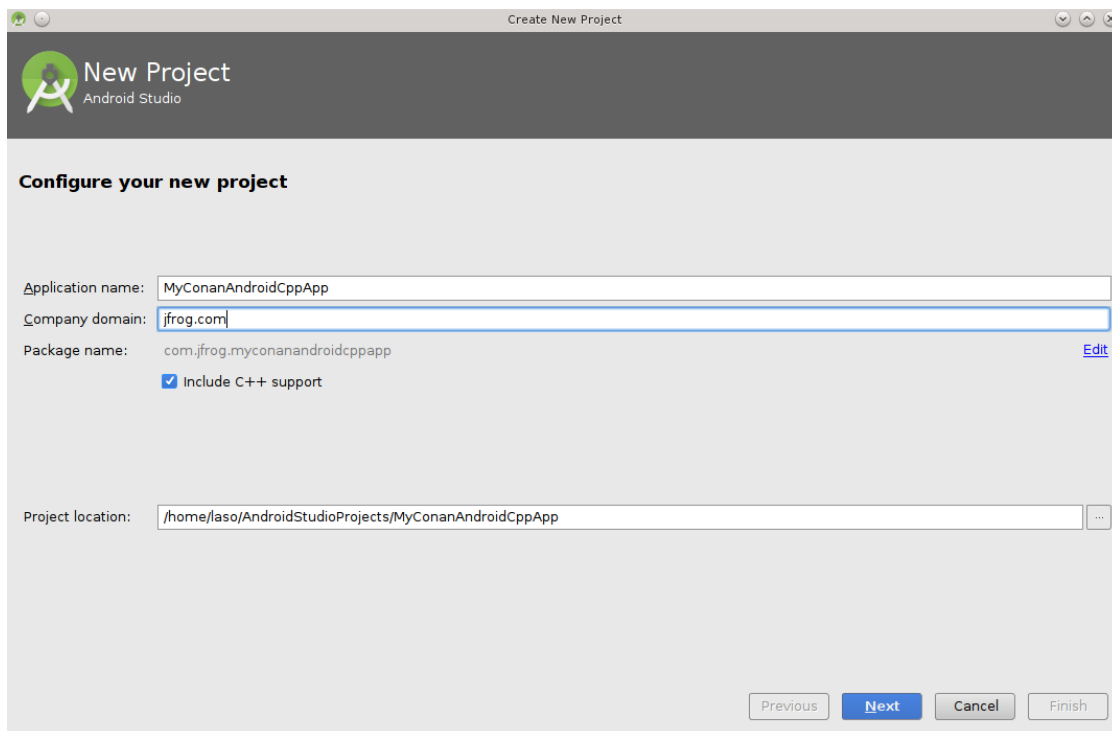 Create New Project
New Project
Android Studio
Configure your new project
Application name: MyConanAndroidCppApp
Company domain: jfrog.com
Package name: com.jfrog.myconanandroidcppapp Edit
Include C++ support
Project location: /home/laso/AndroidStudioProjects/MyConanAndroidCppApp ...
Previous Next Cancel Finish